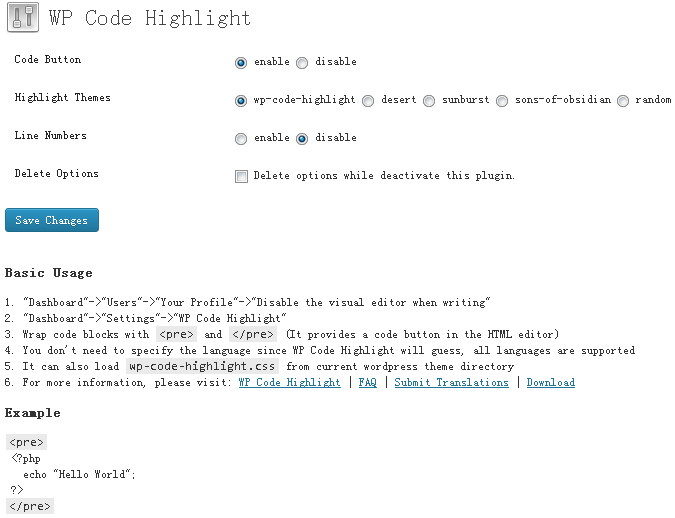 WP Code Highlight
Code Button enable disable
Highlight Themes wp-code-highlight desert sunburst sons-of-obsidian random
Line Numbers enable disable
Delete Options Delete options while deactivate this plugin.
Save Changes
Basic Usage
1. "Dashboard"->"Users"->"Your Profile"->"Disable the visual editor when writing"
2. "Dashboard"->"Settings"->"WP Code Highlight"
3. Wrap code blocks with <pre> and </pre> (It provides a code button in the HTML editor)
4. You don't need to specify the language since WP Code Highlight will guess, all languages are supported
5. It can also load wp-code-highlight.css from current wordpress theme directory
6. For more information, please visit: WP Code Highlight | FAQ | Submit Translations | Download
Example
<pre>
<?php
echo "Hello World";
?>
</pre>